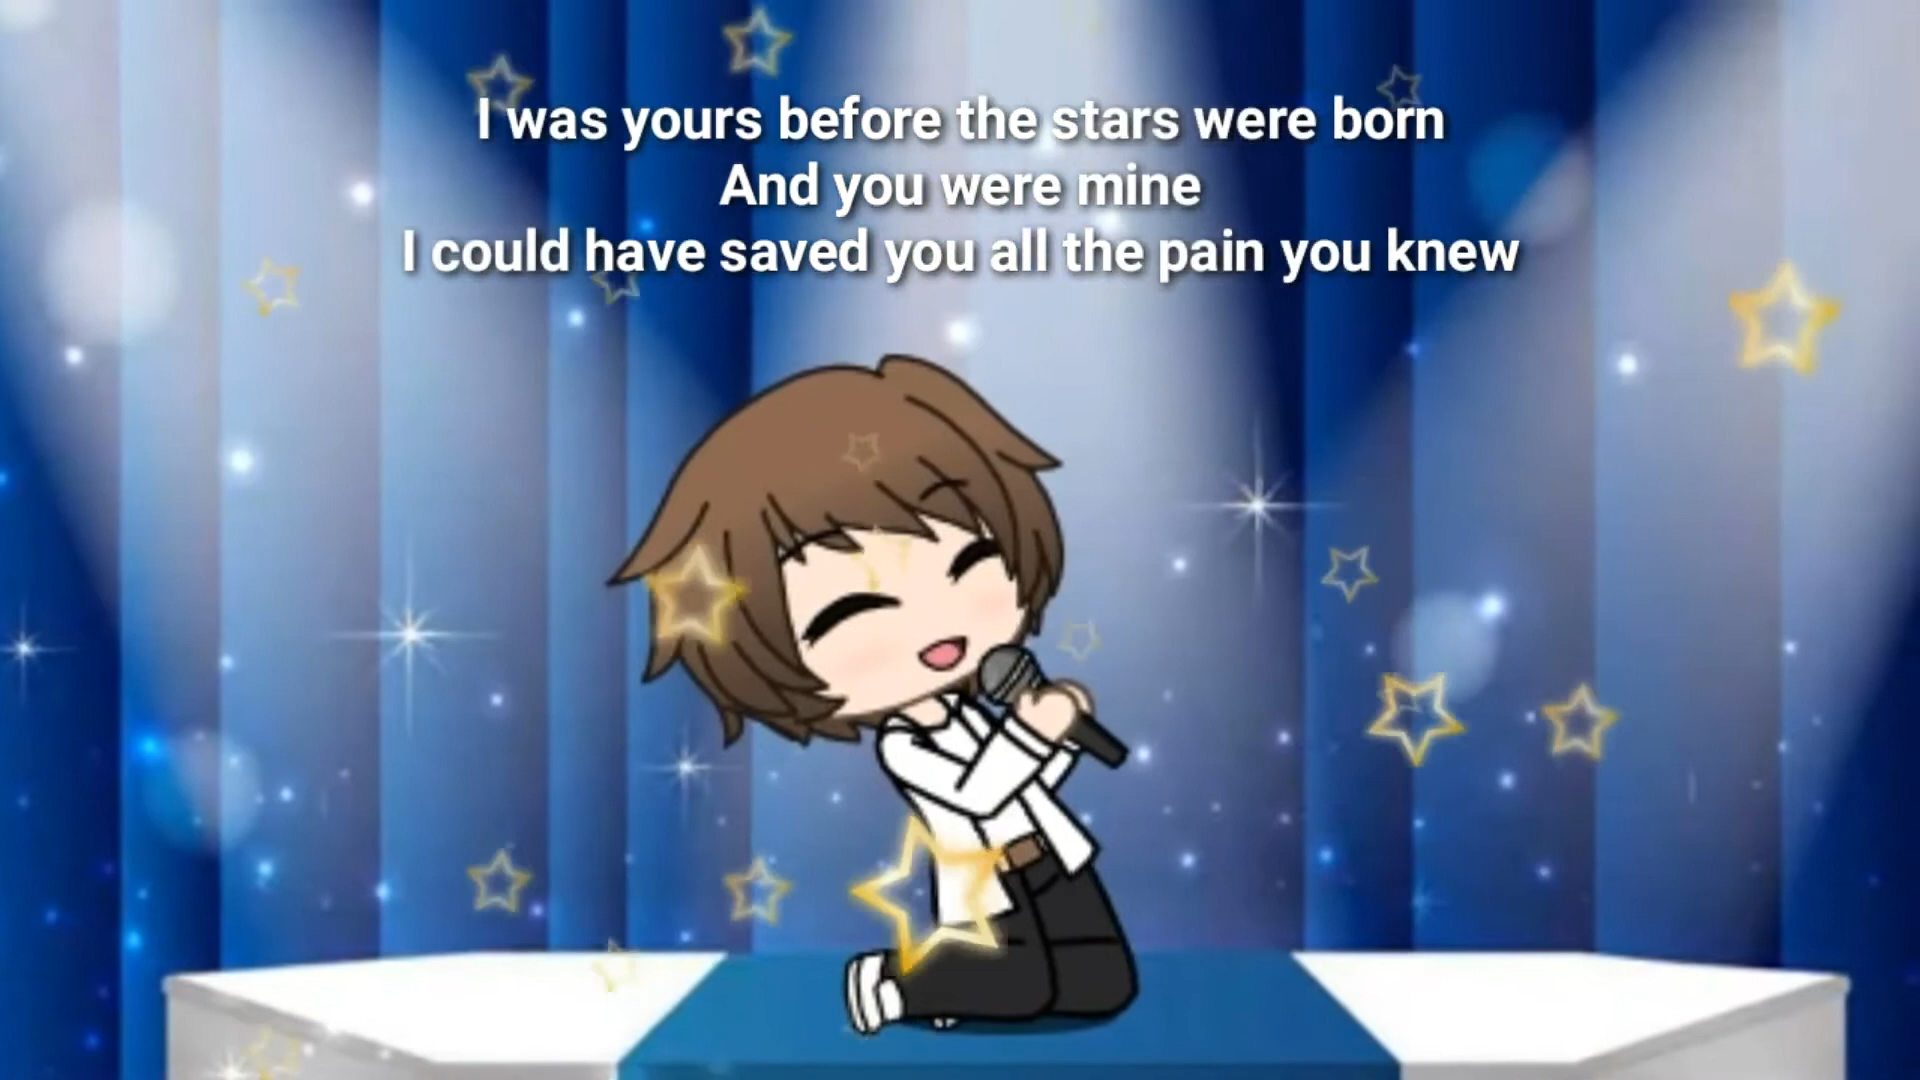 I was yours before the stars were born
And you were mine
I could have saved you all the pain you knew